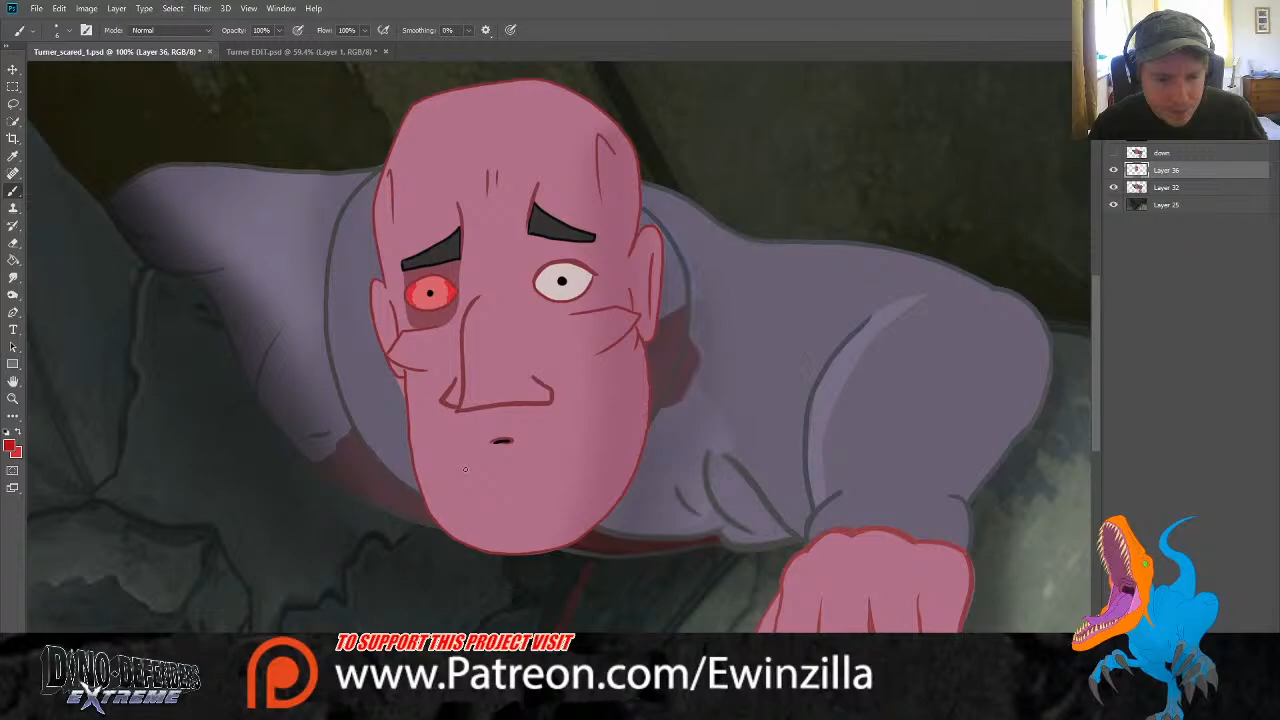 Ps File Edit Image Layer Type Select Filter 3D View Window Help
6 Mode: Normal Opacity: 100% Flow: 100% Smoothing: 0%
Turner_scared_1.psd @ 100% (Layer 36, RGB/8) * × Turner EDIT.psd @ 59.4% (Layer 1, RGB/8) * ×
down
Layer 36
Layer 32
Layer 25
T
TO SUPPORT THIS PROJECT VISIT
www.Patreon.com/Ewinzilla
DINO DEFENDERS
EXTREME